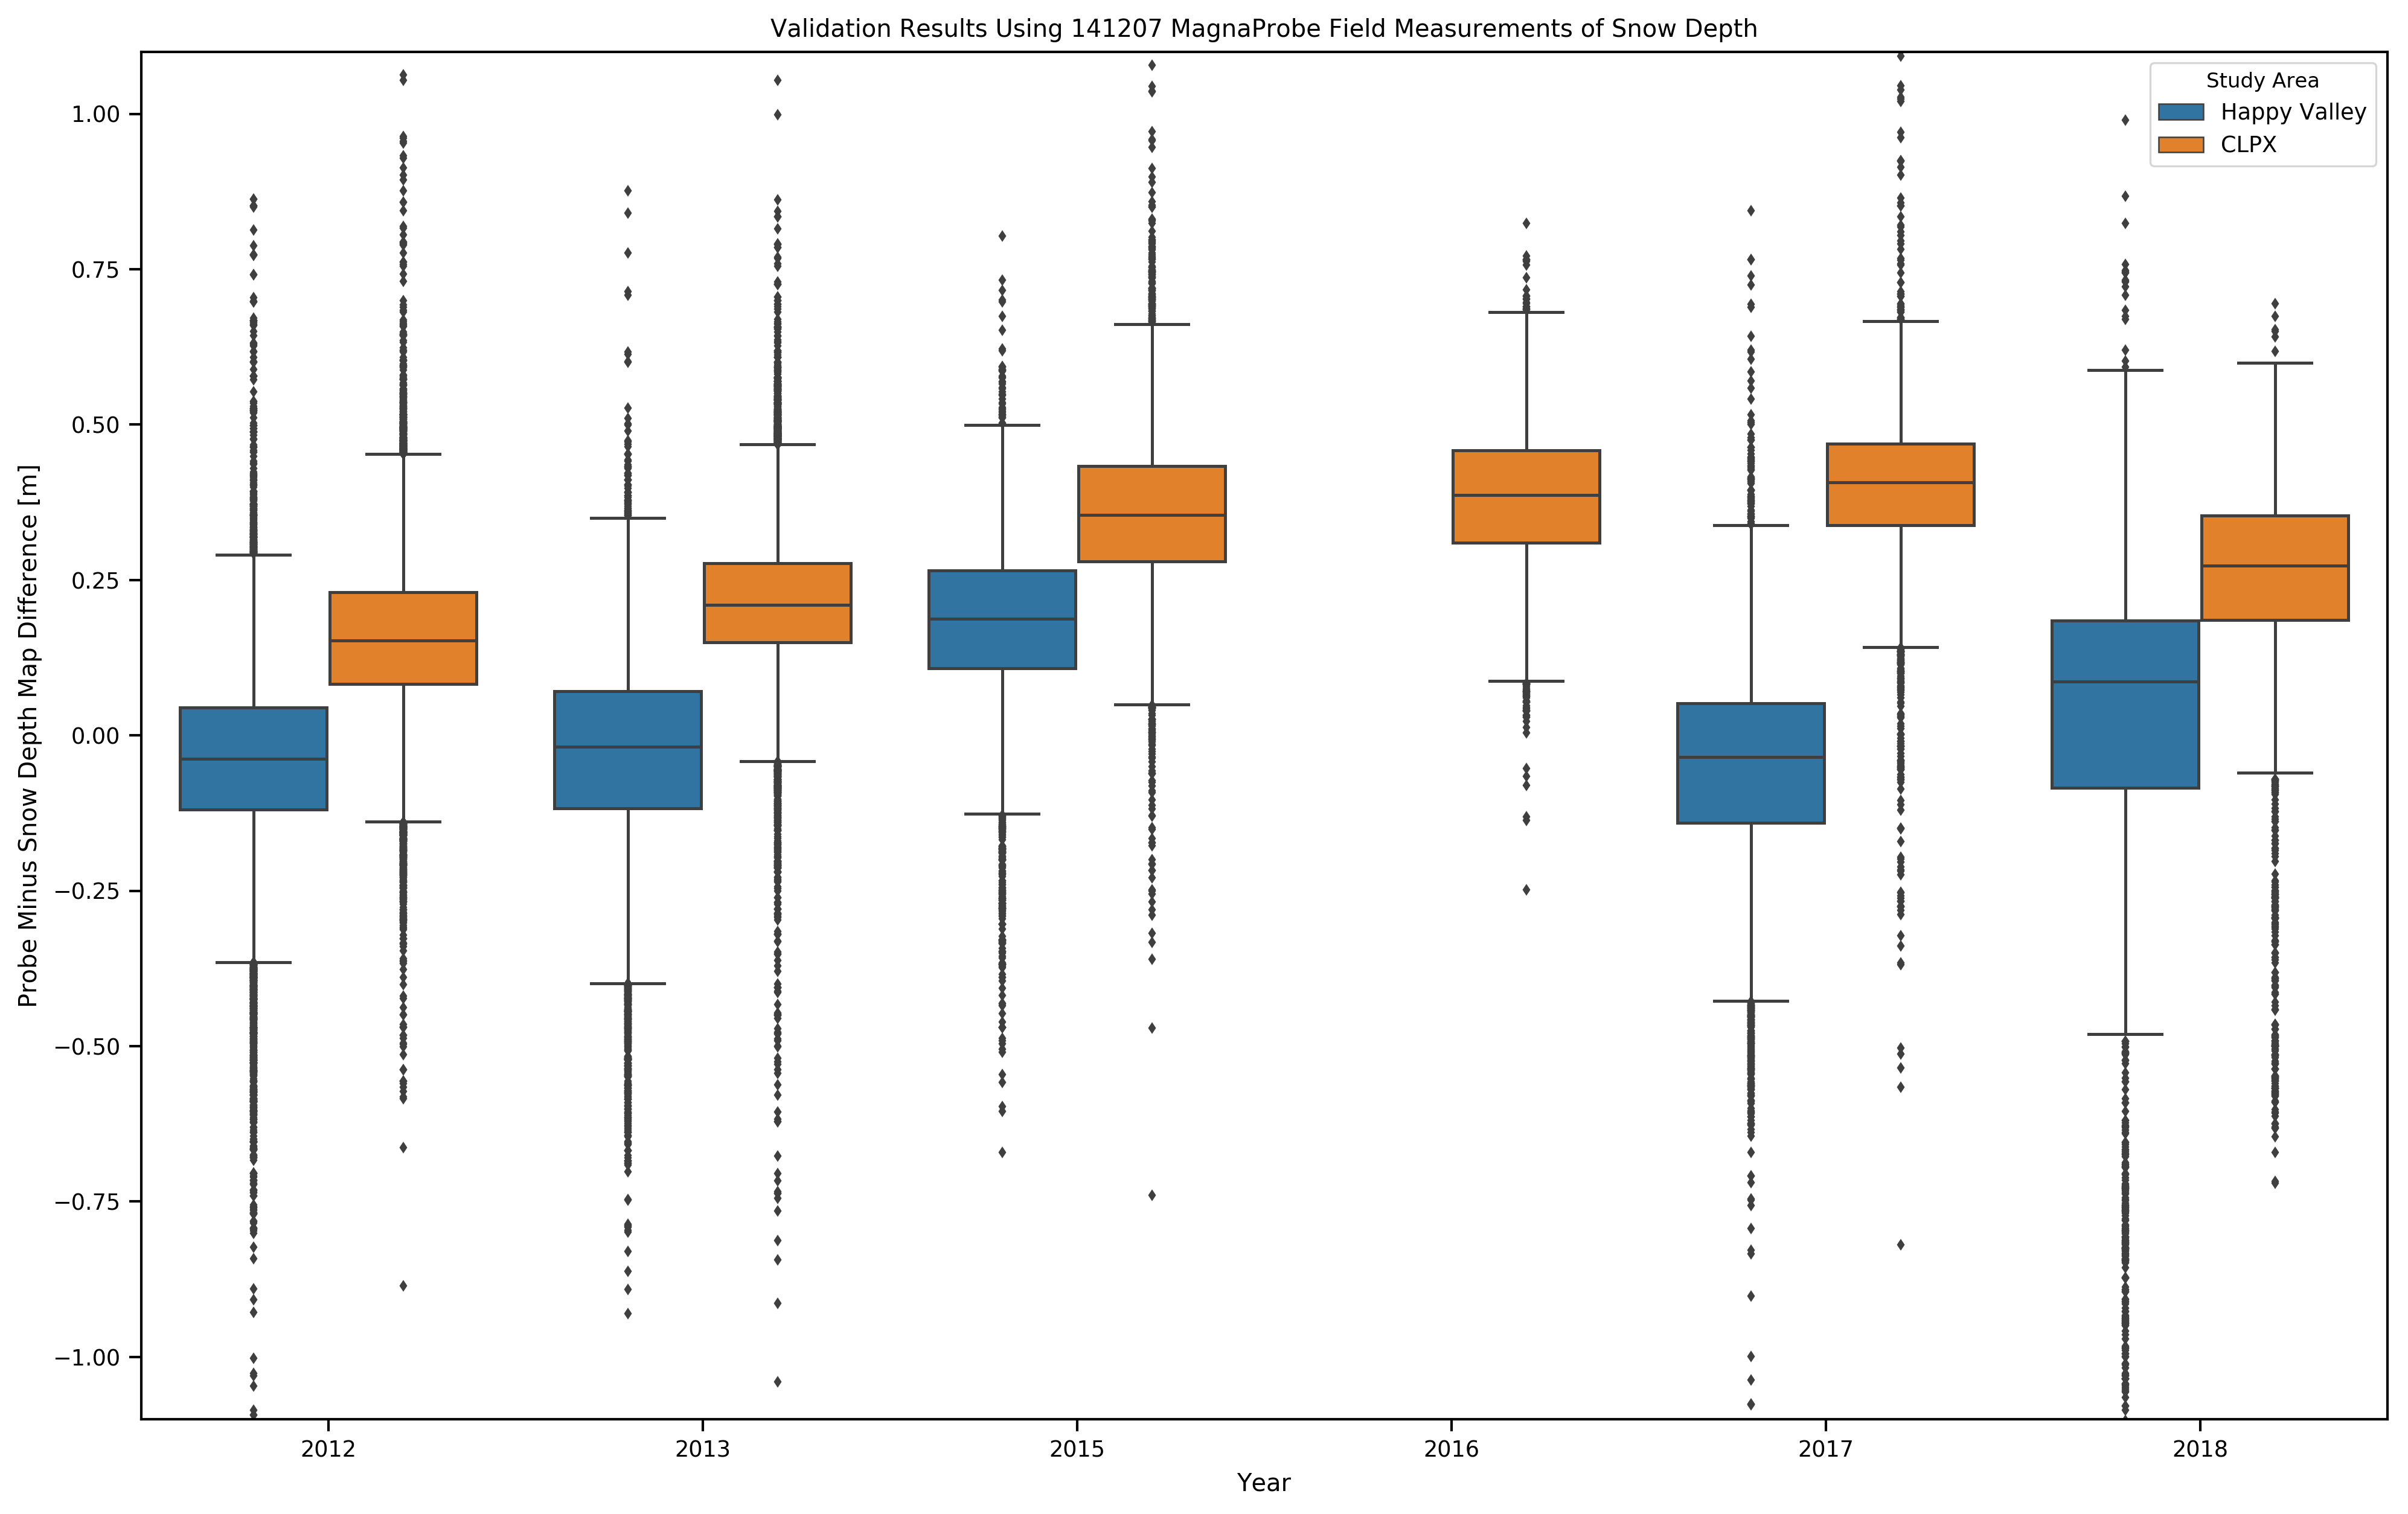 Validation Results Using 141207 MagnaProbe Field Measurements of Snow Depth
Study Area
Happy Valley
CLPX
Probe Minus Snow Depth Map Difference [m]
1.00
0.75
0.50
0.25
0.00
−0.25
−0.50
−0.75
−1.00
2012 2013 2015 2016 2017 2018
Year